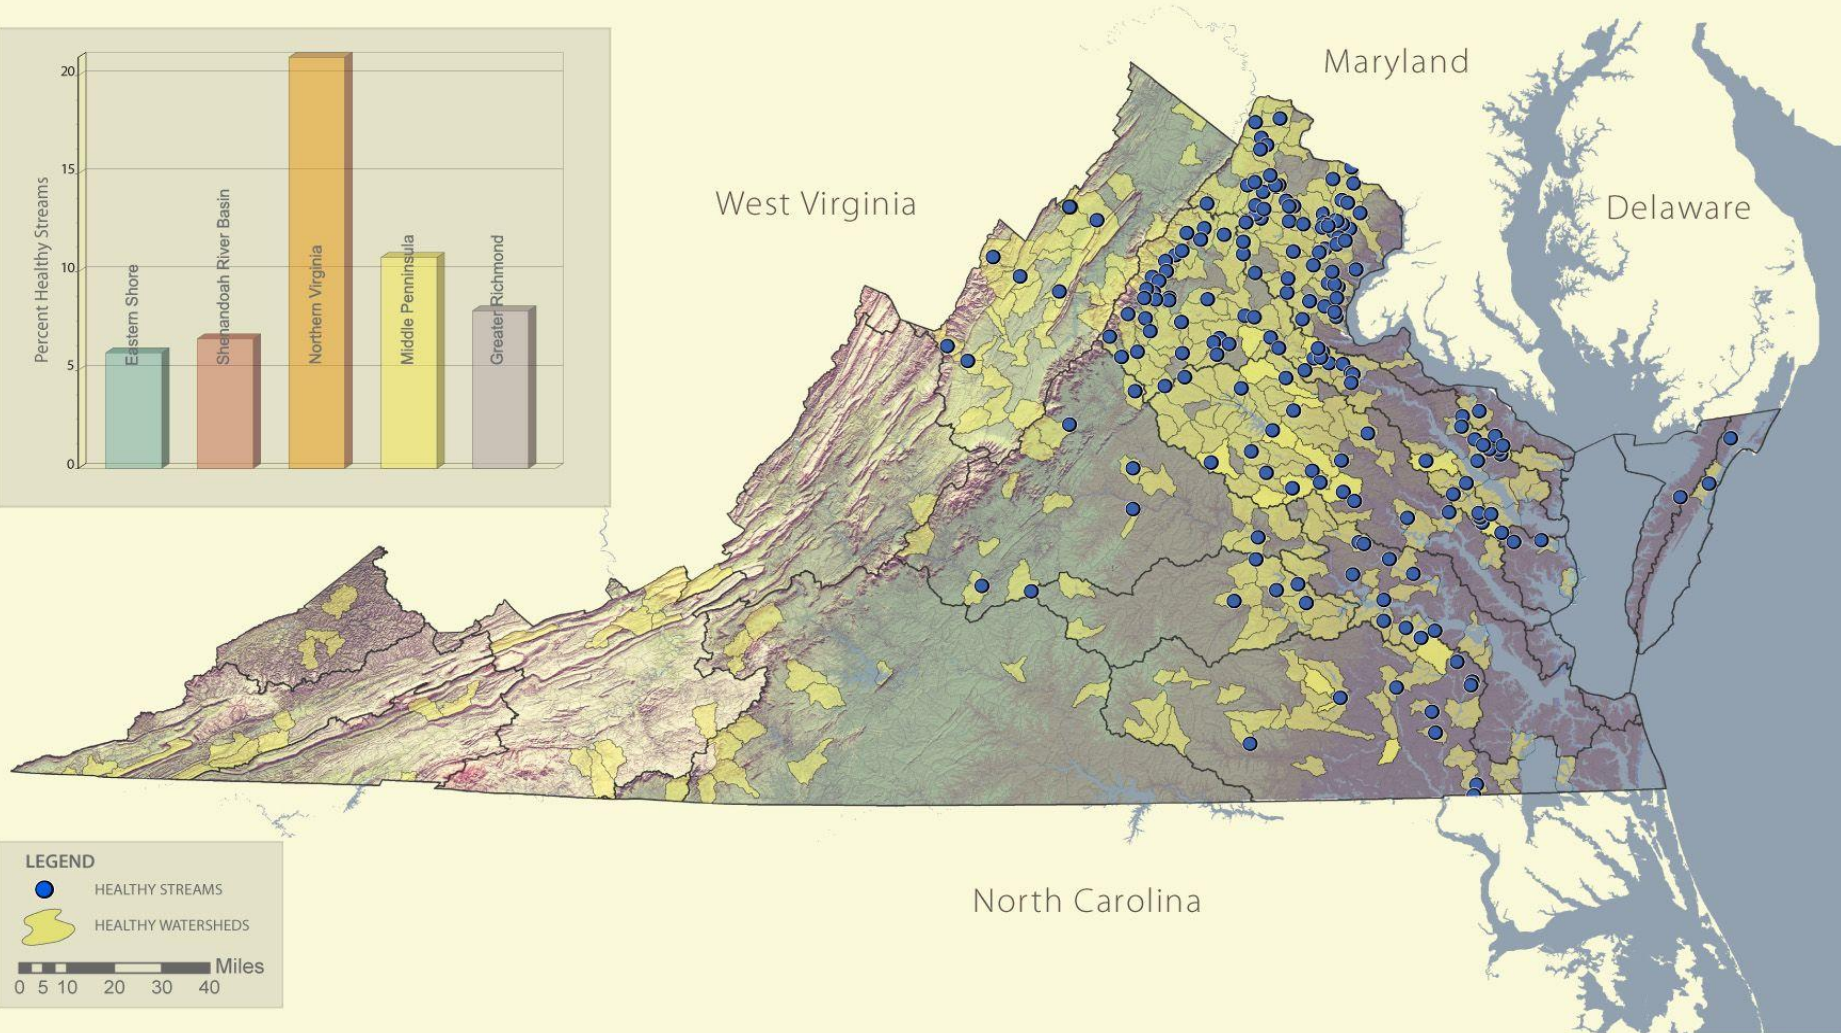 Maryland
West Virginia
Delaware
North Carolina
Percent Healthy Streams
20
15
10
5
0
Eastern Shore
Shenandoah River Basin
Northern Virginia
Middle Penninsula
Greater Richmond
LEGEND
HEALTHY STREAMS
HEALTHY WATERSHEDS
Miles
0 5 10 20 30 40